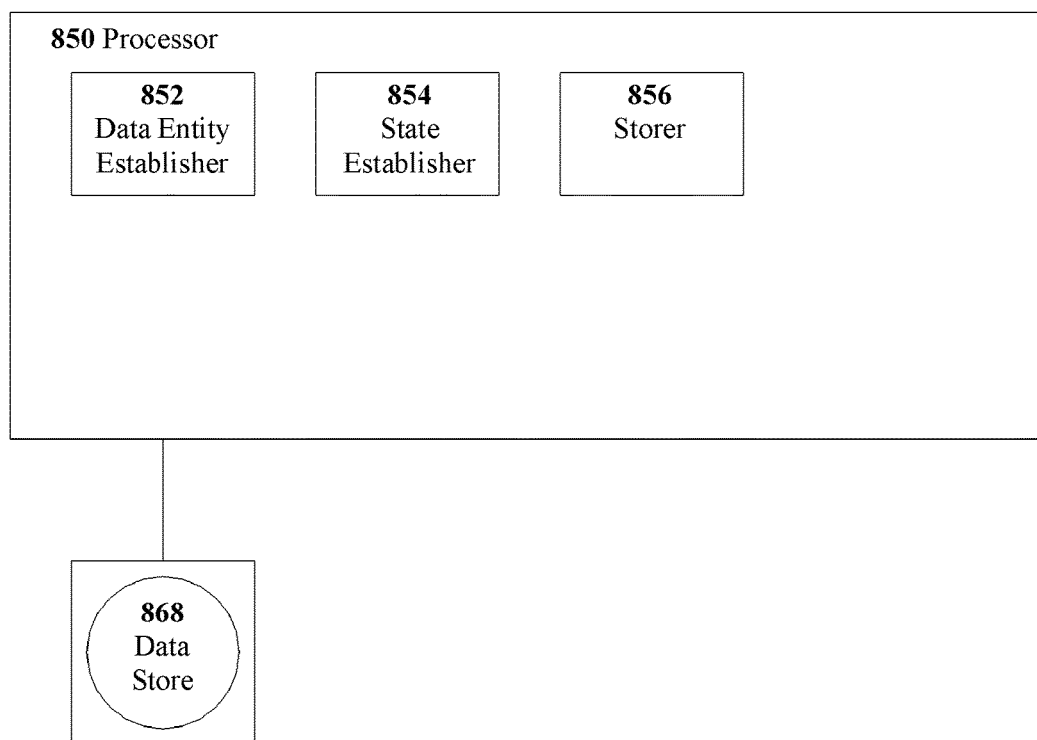 850 Processor
852
Data Entity
Establisher
854
State
Establisher
856
Storer
868
Data
Store